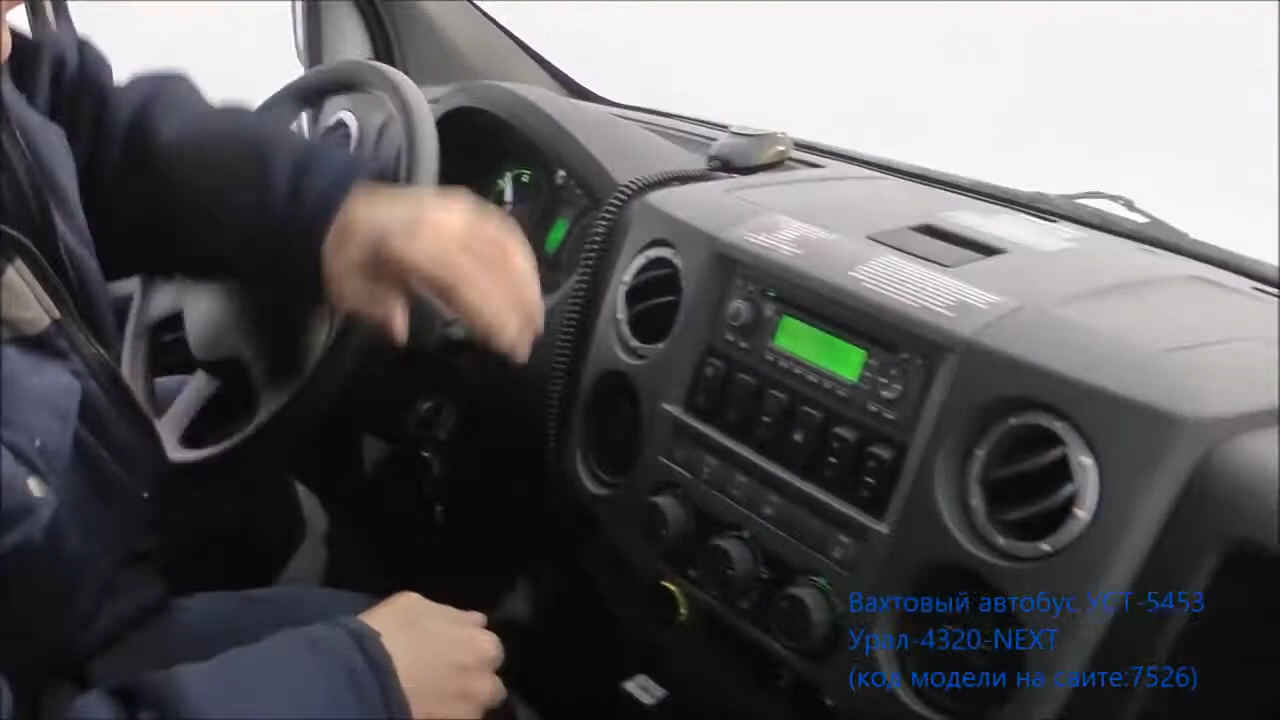 Вахтовый автобус УСТ-5453
Урал-4320-NEXT
(код модели на сайте:7526)